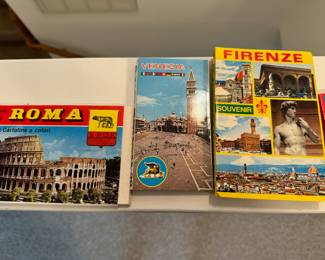 ROMA
Cartoline a colori
S.P.Q.R.
VENEZIA
FIRENZE
SOUVENIR